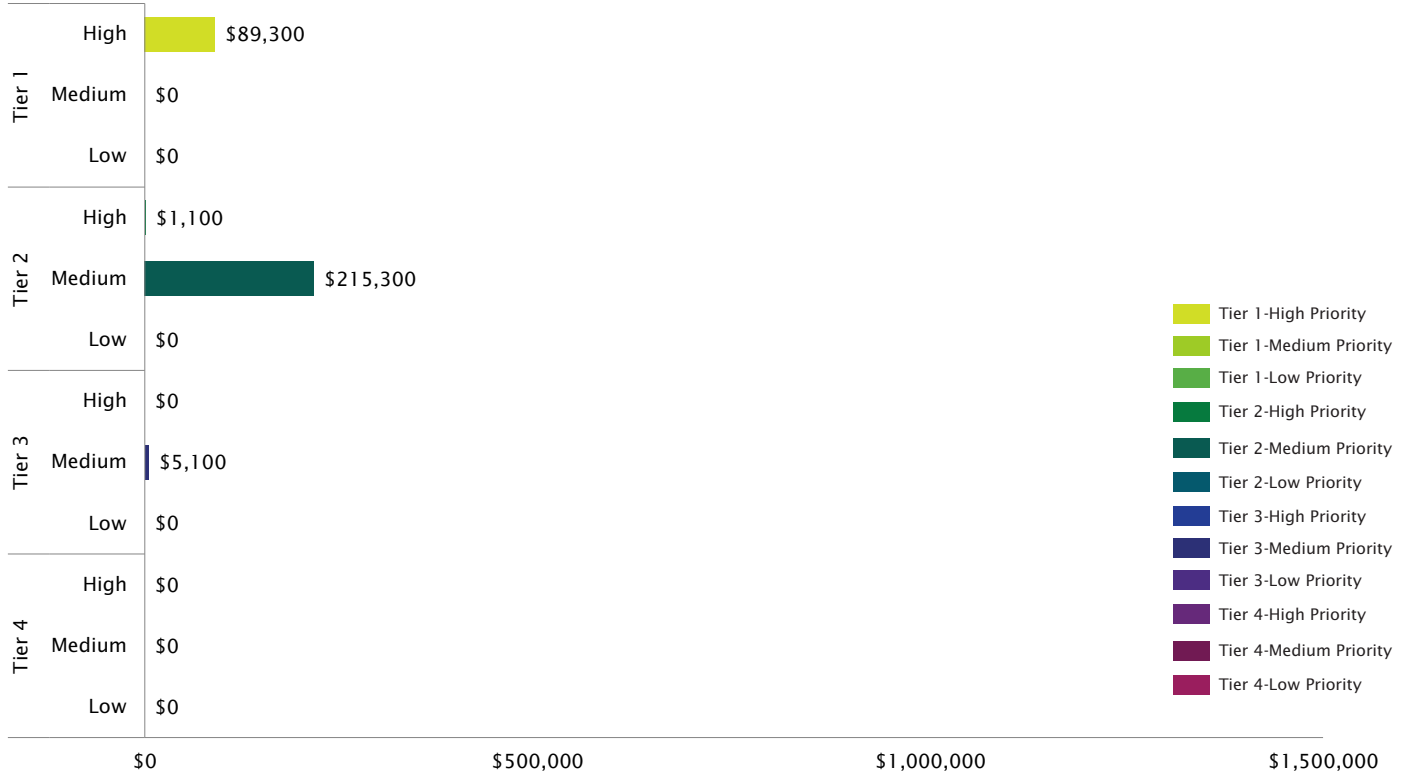 Tier 1
High $89,300
Medium $0
Low $0
Tier 2
High $1,100
Medium $215,300
Low $0
Tier 3
High $0
Medium $5,100
Low $0
Tier 4
High $0
Medium $0
Low $0
$0 $500,000 $1,000,000 $1,500,000
Tier 1-High Priority
Tier 1-Medium Priority
Tier 1-Low Priority
Tier 2-High Priority
Tier 2-Medium Priority
Tier 2-Low Priority
Tier 3-High Priority
Tier 3-Medium Priority
Tier 3-Low Priority
Tier 4-High Priority
Tier 4-Medium Priority
Tier 4-Low Priority